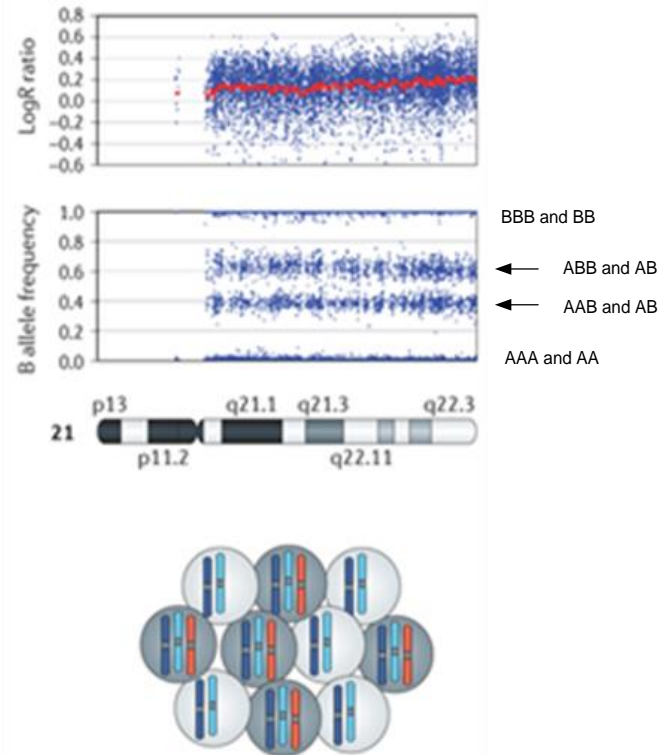 0.8
0.6
0.4
0.2
0.0
−0.2
−0.4
−0.6
LogR ratio
1.0
0.8
0.6
0.4
0.2
0.0
B allele frequency
BBB and BB
ABB and AB
AAB and AB
AAA and AA
p13 q21.1 q21.3 q22.3
21
p11.2 q22.11